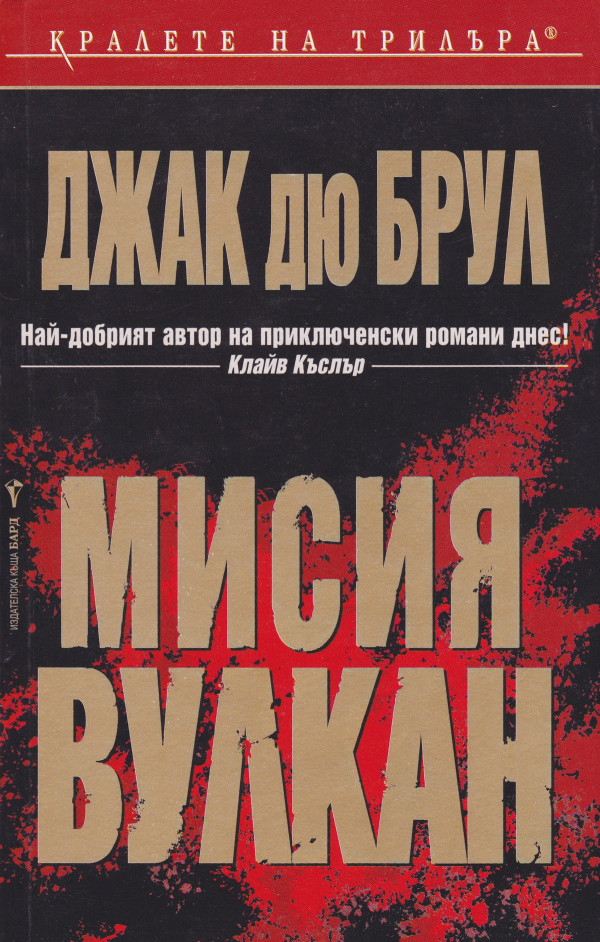 КРАЛЕТЕ НА ТРИЛЪРА®
ДЖАК ДЮ БРУЛ
Най-добрият автор на приключенски романи днес!
Клайв Къслър
МИСИЯ
ВУЛКАН
ИЗДАТЕЛСКА КЪЩА БАРД